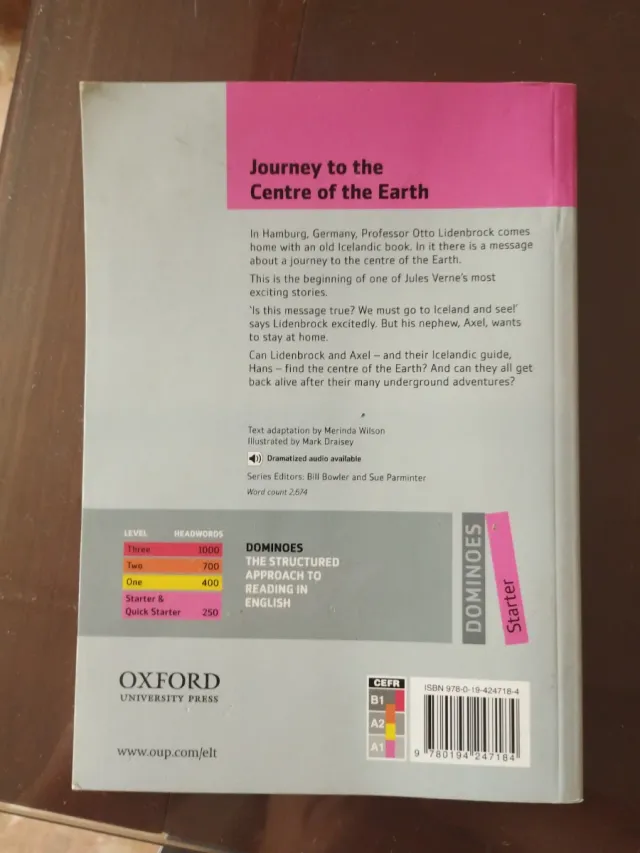 Journey to the
Centre of the Earth
In Hamburg, Germany, Professor Otto Lidenbrock comes
home with an old Icelandic book. In it there is a message
about a journey to the centre of the Earth.
This is the beginning of one of Jules Verne's most
exciting stories.
'Is this message true? We must go to Iceland and see!'
says Lidenbrock excitedly. But his nephew, Axel, wants
to stay at home.
Can Lidenbrock and Axel – and their Icelandic guide,
Hans – find the centre of the Earth? And can they all get
back alive after their many underground adventures?
Text adaptation by Merinda Wilson
Illustrated by Mark Draisey
Dramatized audio available
Series Editors: Bill Bowler and Sue Parminter
Word count 2,674
LEVEL HEADWORDS
Three 1000
Two 700
One 400
Starter &
Quick Starter 250
DOMINOES
THE STRUCTURED
APPROACH TO
READING IN
ENGLISH
DOMINOES
Starter
OXFORD
UNIVERSITY PRESS
www.oup.com/elt
CEFR
B1
A2
A1
ISBN 978-0-19-424718-4
9 780194 247184